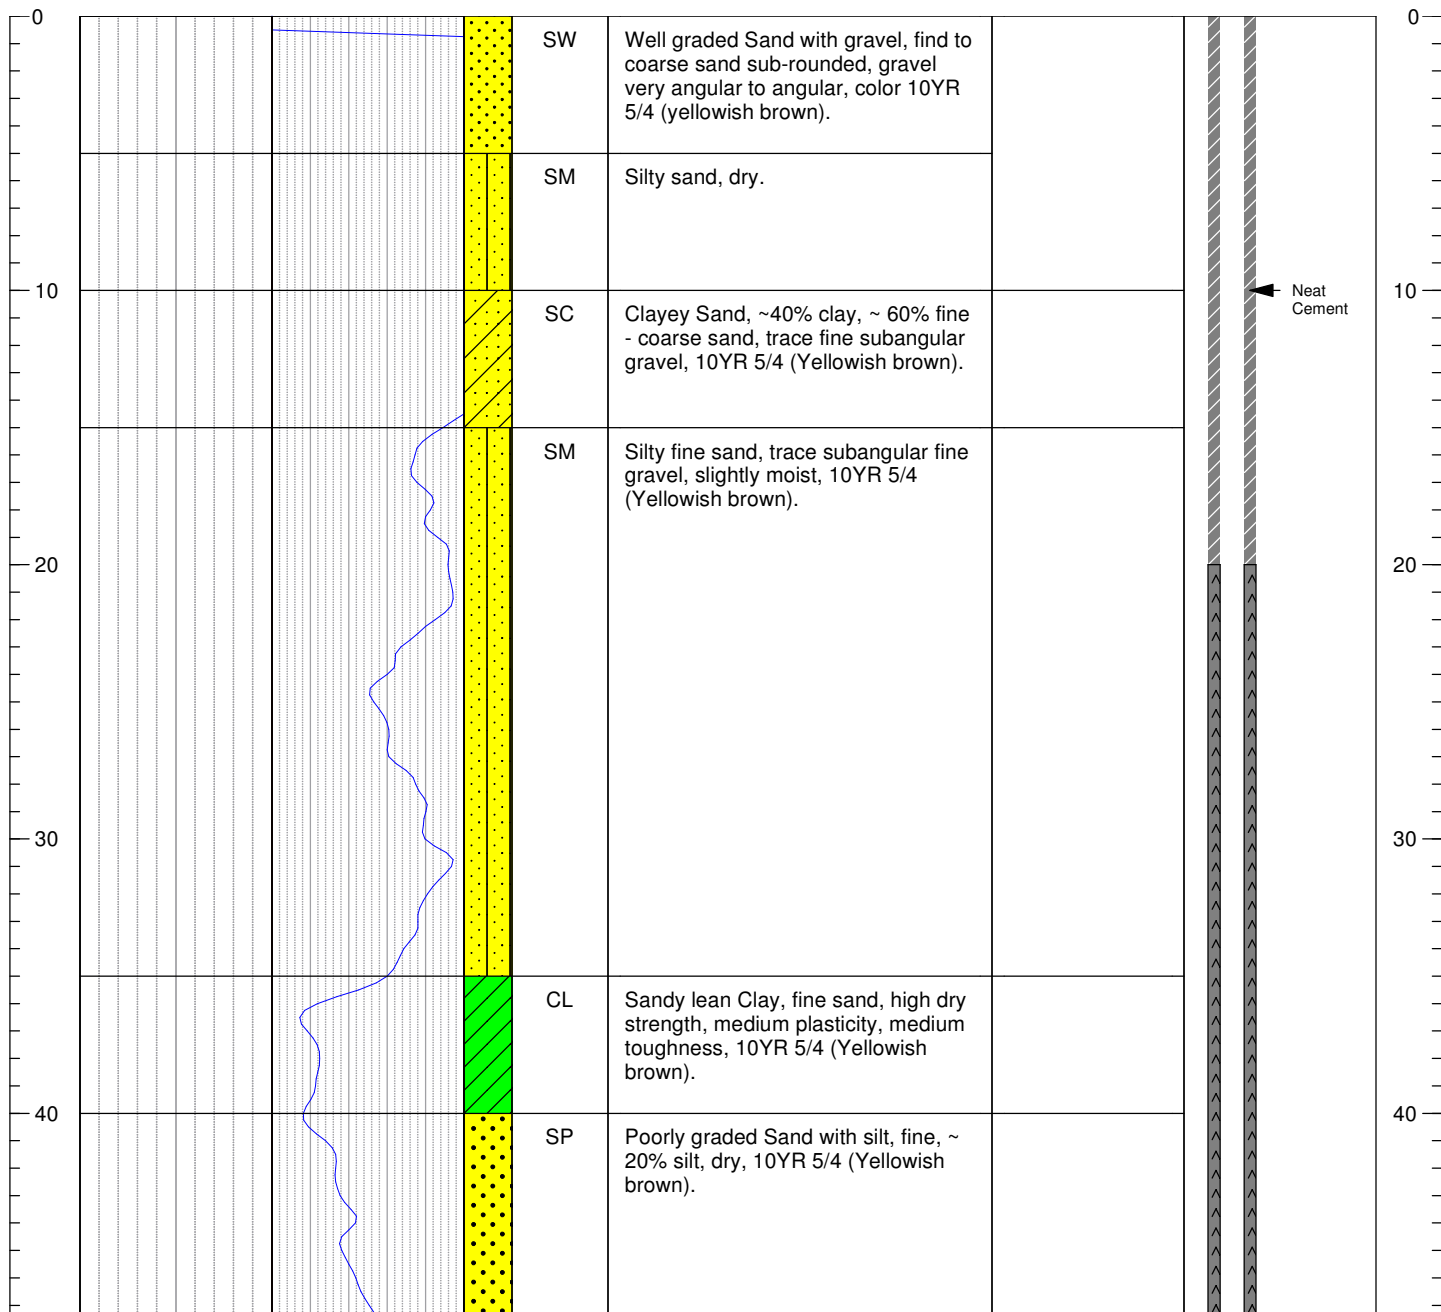 0
SW
Well graded Sand with gravel, find to
coarse sand sub-rounded, gravel
very angular to angular, color 10YR
5/4 (yellowish brown).
0
SM
Silty sand, dry.
10
SC
Clayey Sand, ~40% clay, ~ 60% fine
- coarse sand, trace fine subangular
gravel, 10YR 5/4 (Yellowish brown).
Neat
Cement
10
SM
Silty fine sand, trace subangular fine
gravel, slightly moist, 10YR 5/4
(Yellowish brown).
20
20
30
30
CL
Sandy lean Clay, fine sand, high dry
strength, medium plasticity, medium
toughness, 10YR 5/4 (Yellowish
brown).
40
40
SP
Poorly graded Sand with silt, fine, ~
20% silt, dry, 10YR 5/4 (Yellowish
brown).